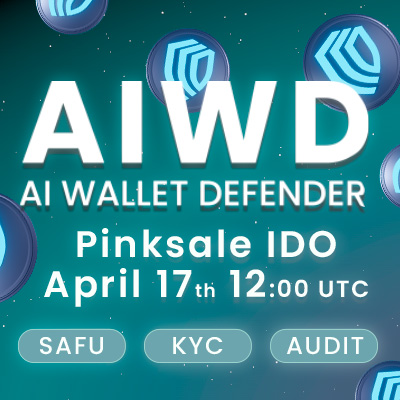 AIWD
AI WALLET DEFENDER
Pinksale IDO
April 17th 12:00 UTC
SAFU KYC AUDIT